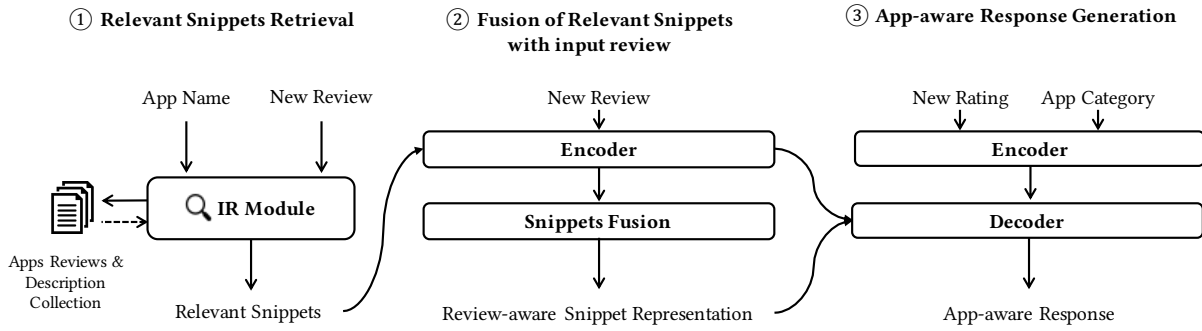 ① Relevant Snippets Retrieval
App Name
New Review
IR Module
Apps Reviews &
Description
Collection
Relevant Snippets
② Fusion of Relevant Snippets
with input review
New Review
Encoder
Snippets Fusion
Review-aware Snippet Representation
③ App-aware Response Generation
New Rating
App Category
Encoder
Decoder
App-aware Response